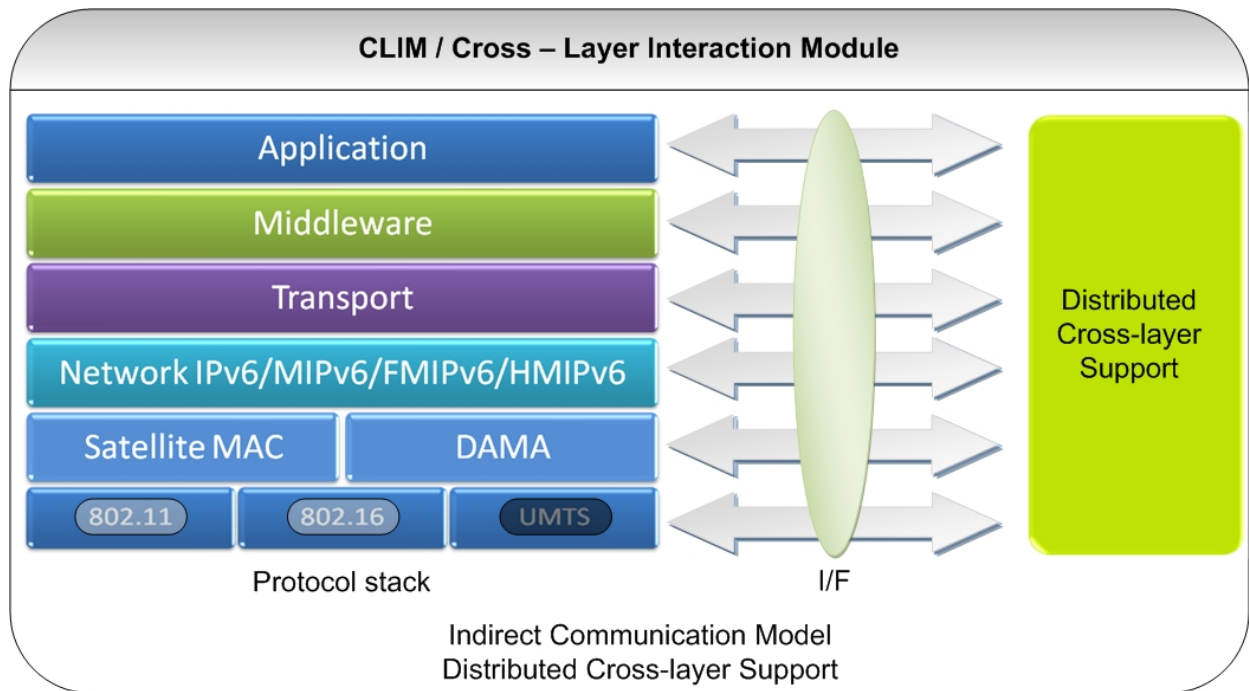 CLIM / Cross – Layer Interaction Module
Application
Middleware
Transport
Network IPv6/MIPv6/FMIPv6/HMIPv6
Satellite MAC
DAMA
802.11
802.16
UMTS
Protocol stack
I/F
Distributed
Cross-layer
Support
Indirect Communication Model
Distributed Cross-layer Support